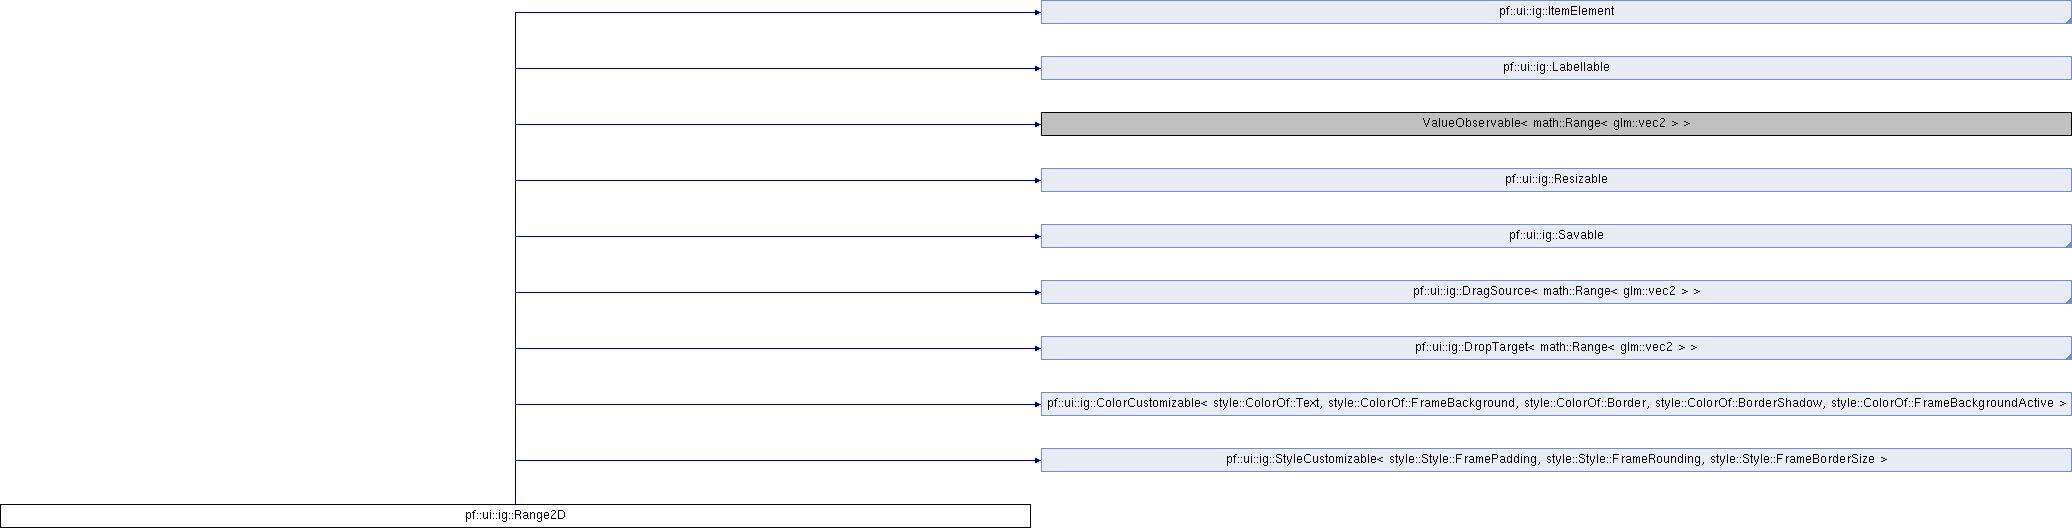 pf::ui::ig::ItemElement
pf::ui::ig::Labellable
ValueObservable< math::Range< glm::vec2 > >
pf::ui::ig::Resizable
pf::ui::ig::Savable
pf::ui::ig::DragSource< math::Range< glm::vec2 > >
pf::ui::ig::DropTarget< math::Range< glm::vec2 > >
pf::ui::ig::ColorCustomizable< style::ColorOf::Text, style::ColorOf::FrameBackground, style::ColorOf::Border, style::ColorOf::BorderShadow, style::ColorOf::FrameBackgroundActive >
pf::ui::ig::StyleCustomizable< style::Style::FramePadding, style::Style::FrameRounding, style::Style::FrameBorderSize >
pf::ui::ig::Range2D